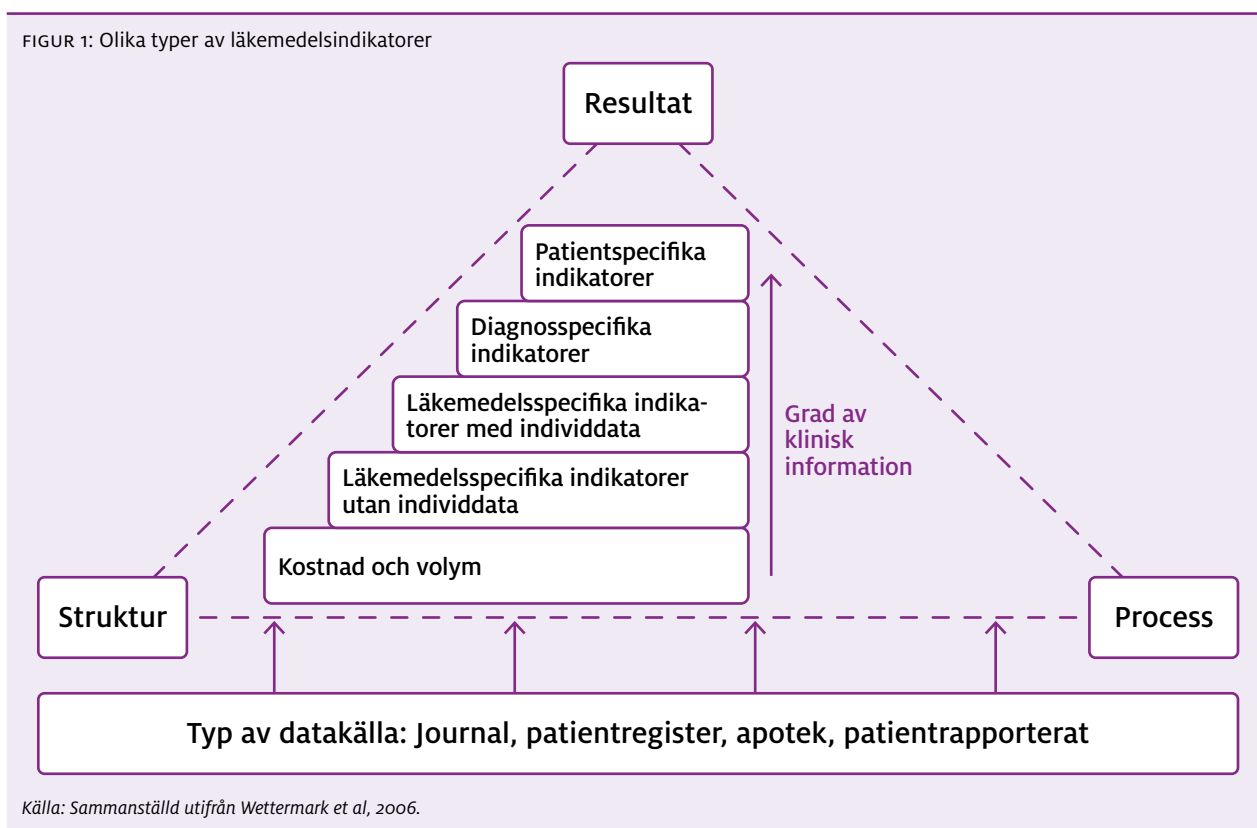 FIGUR 1: Olika typer av läkemedelsindikatorer
Resultat
Patientspecifika
indikatorer
Diagnosspecifika
indikatorer
Läkemedelsspecifika indika-
torer med individdata
Läkemedelsspecifika indikatorer
utan individdata
Kostnad och volym
Grad av
klinisk
information
Struktur
Process
Typ av datakälla: Journal, patientregister, apotek, patientrapporterat
Källa: Sammanställd utifrån Wettermark et al, 2006.